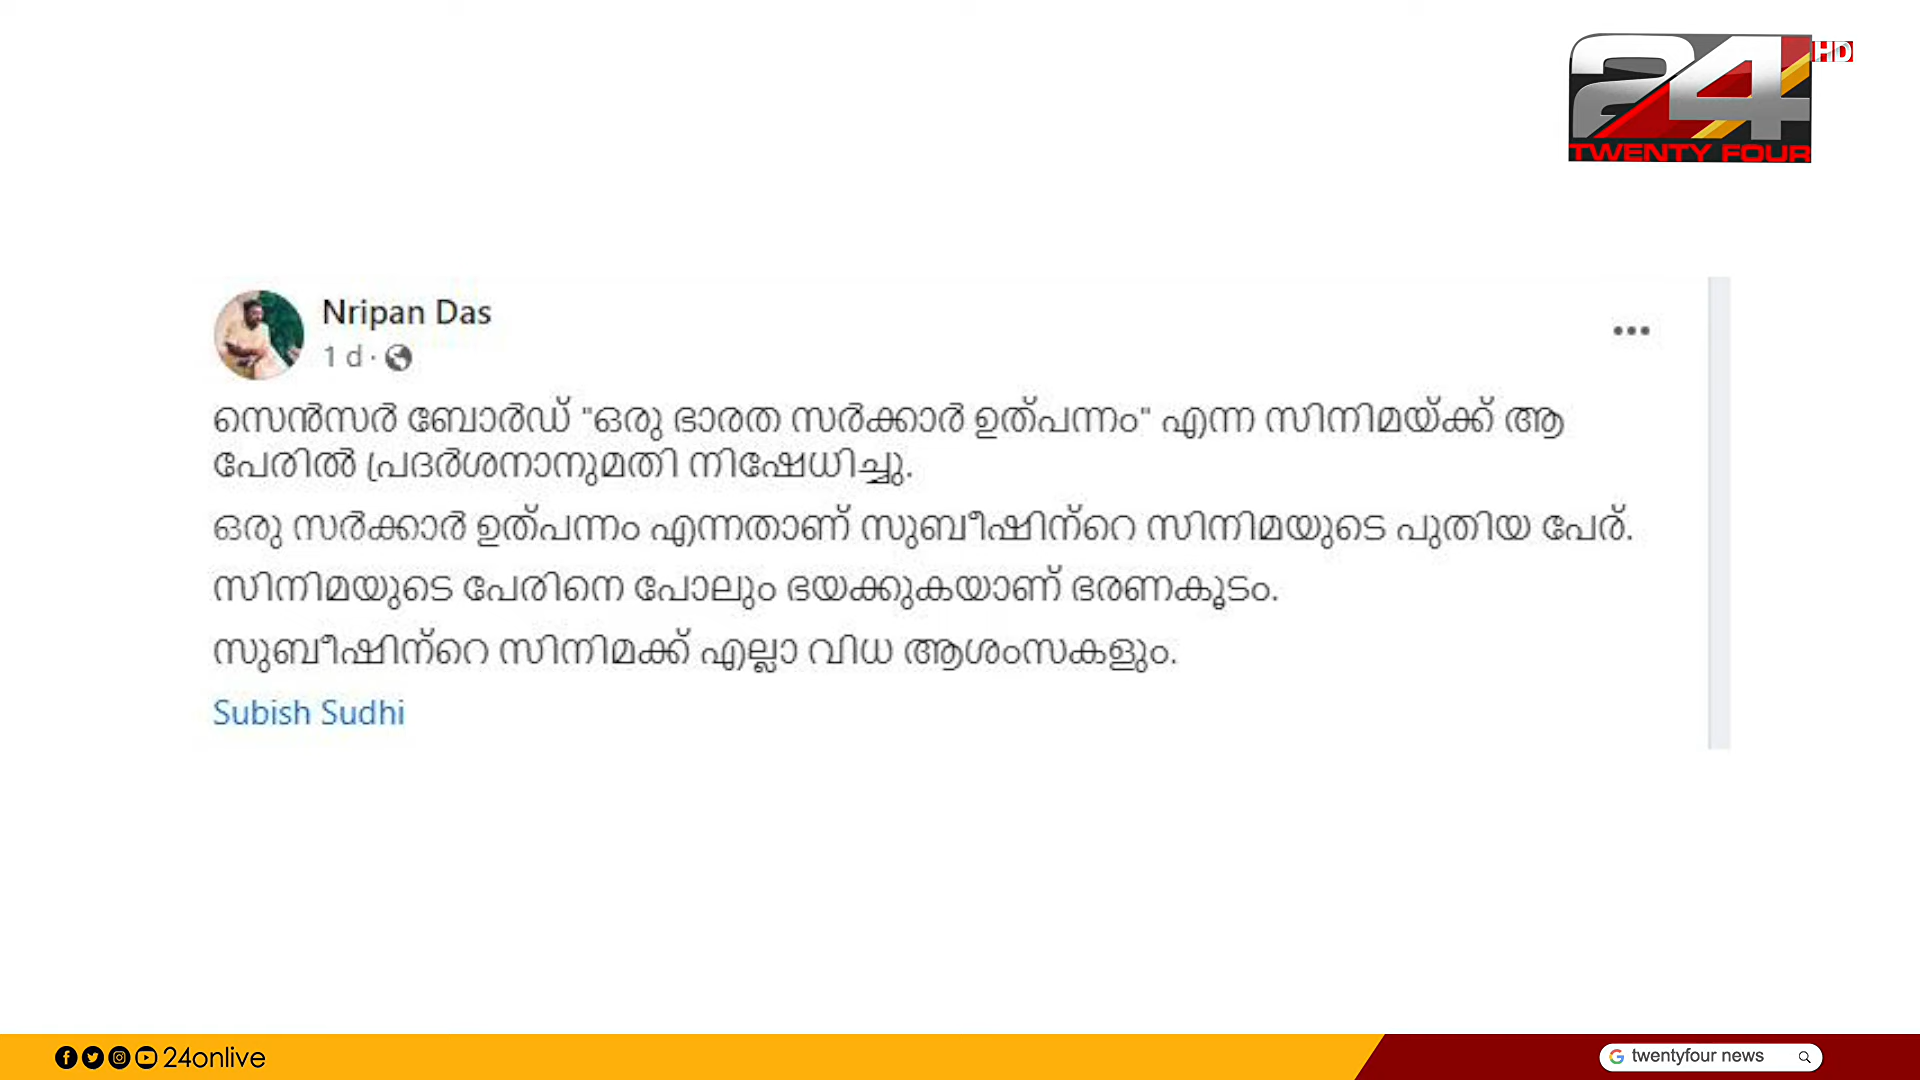 24 HD
TWENTY FOUR
Nripan Das
1 d ·
സെൻസർ ബോർഡ് "ഒരു ഭാരത സർക്കാർ ഉത്പന്നം" എന്ന സിനിമയ്ക്ക് ആ
പേരിൽ പ്രദർശനാനുമതി നിഷേധിച്ചു.
ഒരു സർക്കാർ ഉത്പന്നം എന്നതാണ് സുബീഷിന്റെ സിനിമയുടെ പുതിയ പേര്.
സിനിമയുടെ പേരിനെ പോലും ഭയക്കുകയാണ് ഭരണകൂടം.
സുബീഷിന്റെ സിനിമക്ക് എല്ലാ വിധ ആശംസകളും.
Subish Sudhi
24onlive
twentyfour news